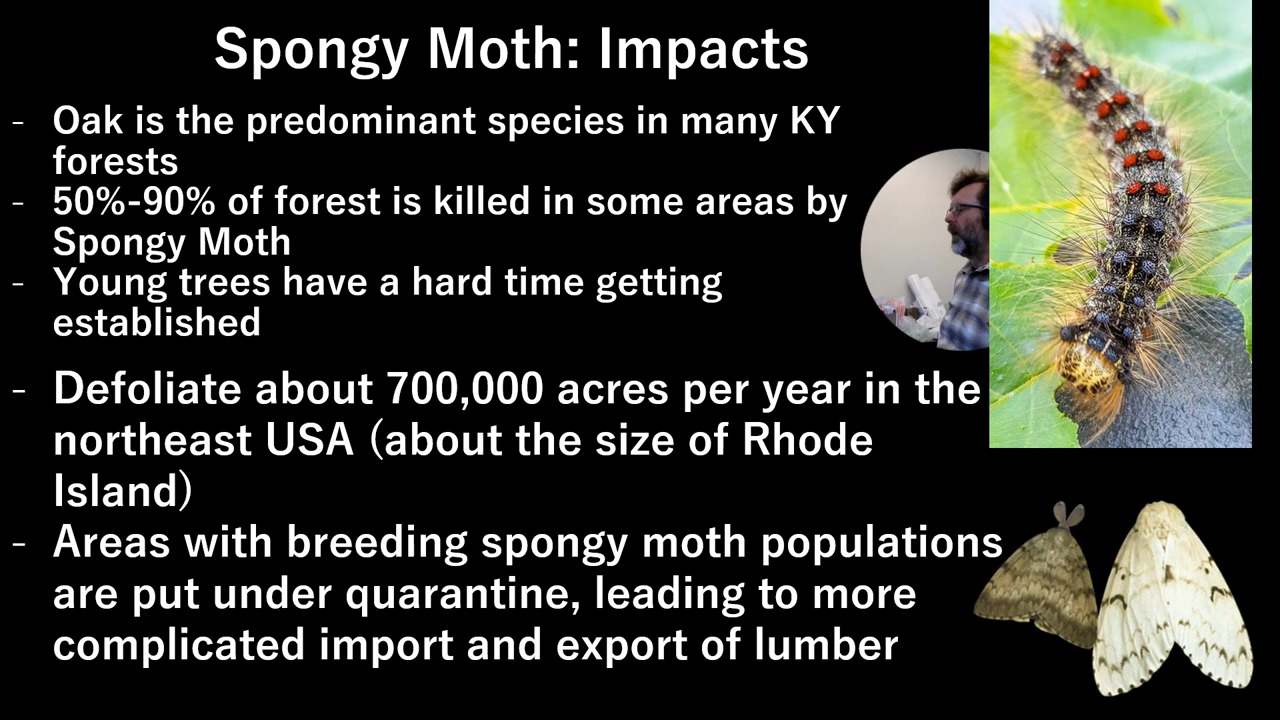 Spongy Moth: Impacts
- Oak is the predominant species in many KY
forests
- 50%-90% of forest is killed in some areas by
Spongy Moth
- Young trees have a hard time getting
established
- Defoliate about 700,000 acres per year in the
northeast USA (about the size of Rhode
Island)
- Areas with breeding spongy moth populations
are put under quarantine, leading to more
complicated import and export of lumber